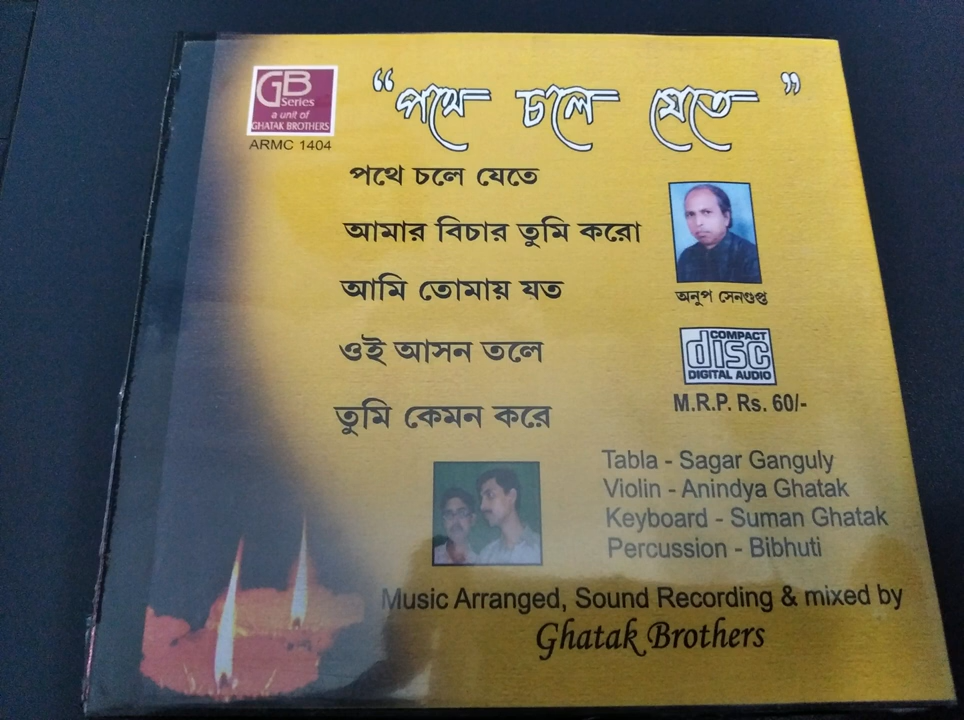 GB
Series
a unit of
GHATAK BROTHERS
ARMC 1404
“পথে চলে যেতে”
পথে চলে যেতে
আমার বিচার তুমি করো
আমি তোমায় যত
ওই আসন তলে
তুমি কেমন করে
অনুপ সেনগুপ্ত
COMPACT
disc
DIGITAL AUDIO
M.R.P. Rs. 60/-
Tabla - Sagar Ganguly
Violin - Anindya Ghatak
Keyboard - Suman Ghatak
Percussion - Bibhuti
Music Arranged, Sound Recording & mixed by
Ghatak Brothers